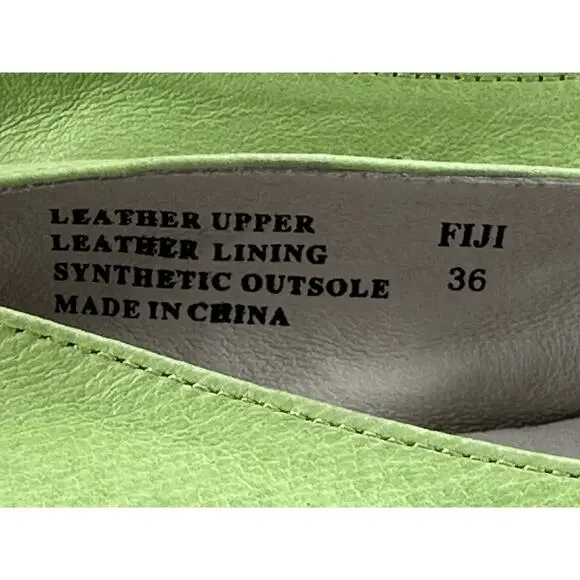 LEATHER UPPER
LEATHER LINING
SYNTHETIC OUTSOLE
MADE IN CHINA
FIJI
36